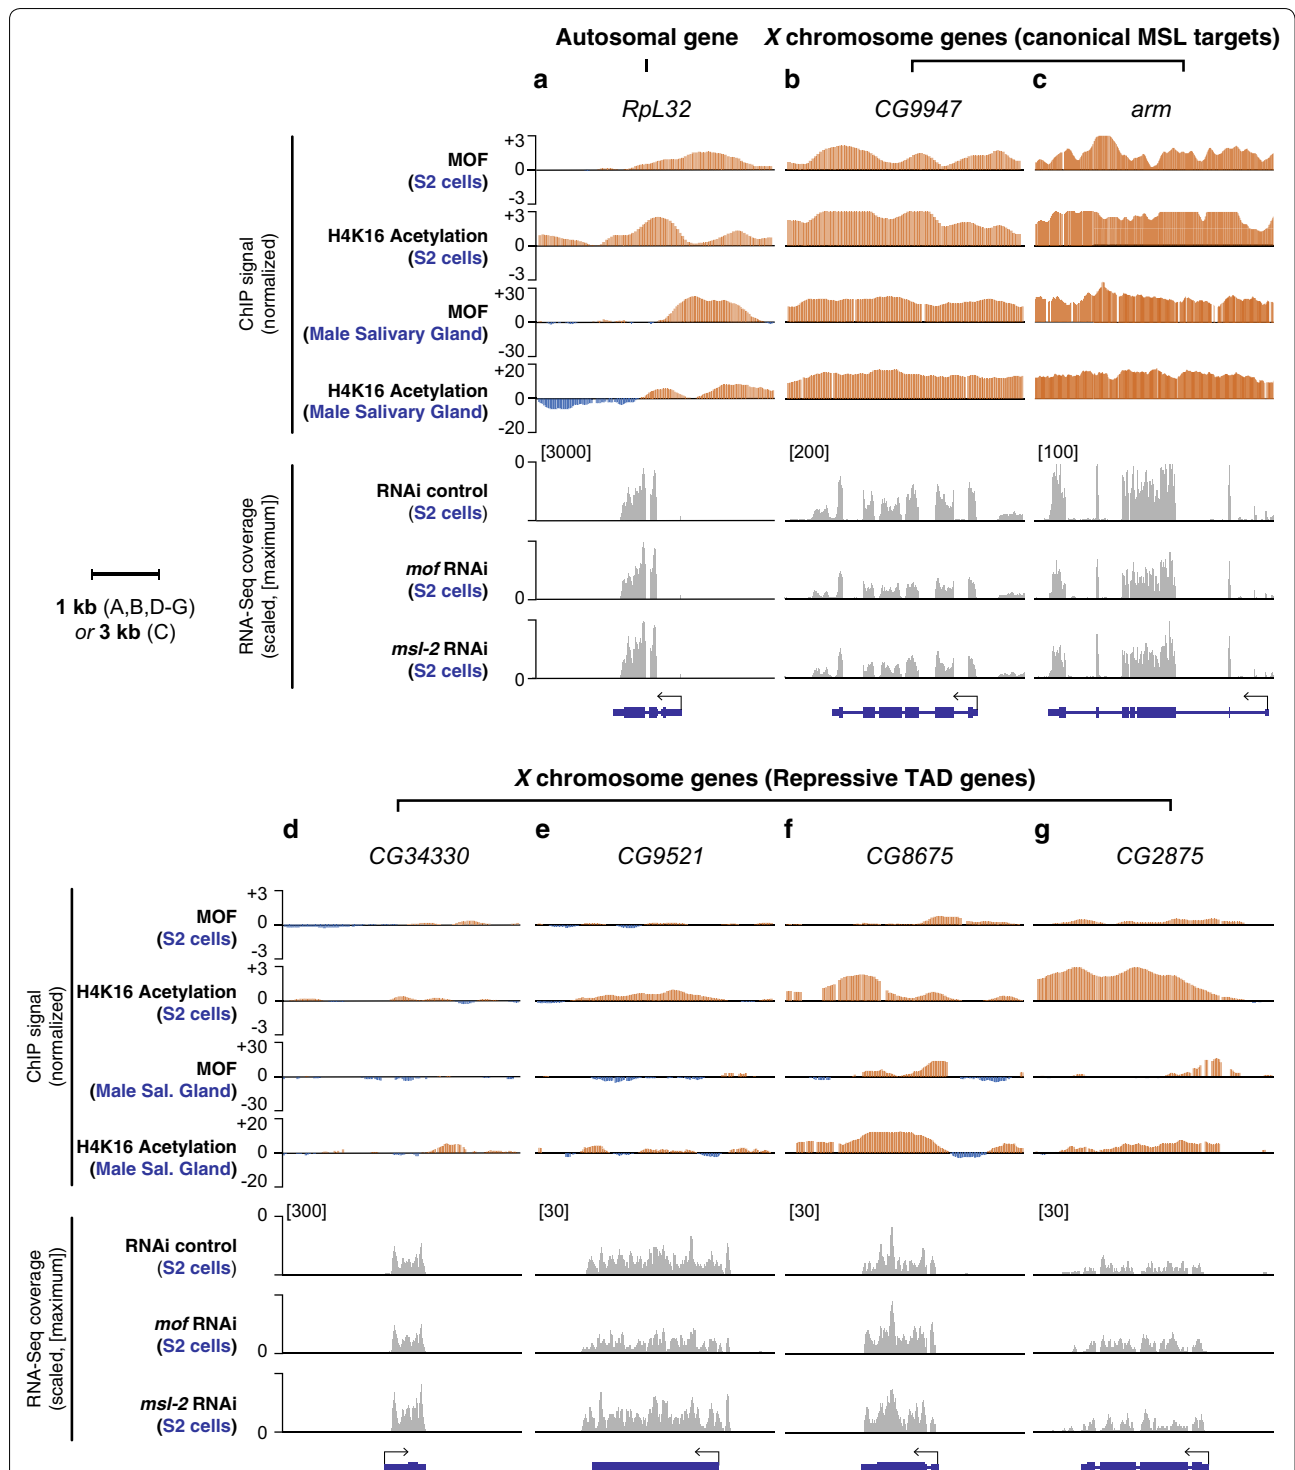 Autosomal gene
X chromosome genes (canonical MSL targets)
a
b
c
RpL32
CG9947
arm
ChIP signal
(normalized)
MOF
(S2 cells)
+3
0
-3
H4K16 Acetylation
(S2 cells)
+3
0
-3
MOF
(Male Salivary Gland)
+30
0
-30
H4K16 Acetylation
(Male Salivary Gland)
+20
0
-20
RNA-Seq coverage
(scaled, [maximum])
[3000]
[200]
[100]
0
RNAi control
(S2 cells)
mof RNAi
(S2 cells)
0
msl-2 RNAi
(S2 cells)
0
1 kb (A,B,D-G)
or 3 kb (C)
X chromosome genes (Repressive TAD genes)
d
e
f
g
CG34330
CG9521
CG8675
CG2875
ChIP signal
(normalized)
MOF
(S2 cells)
+3
0
-3
H4K16 Acetylation
(S2 cells)
+3
0
-3
MOF
(Male Sal. Gland)
+30
0
-30
H4K16 Acetylation
(Male Sal. Gland)
+20
0
-20
RNA-Seq coverage
(scaled, [maximum])
0
[300]
[30]
[30]
[30]
RNAi control
(S2 cells)
mof RNAi
(S2 cells)
0
msl-2 RNAi
(S2 cells)
0